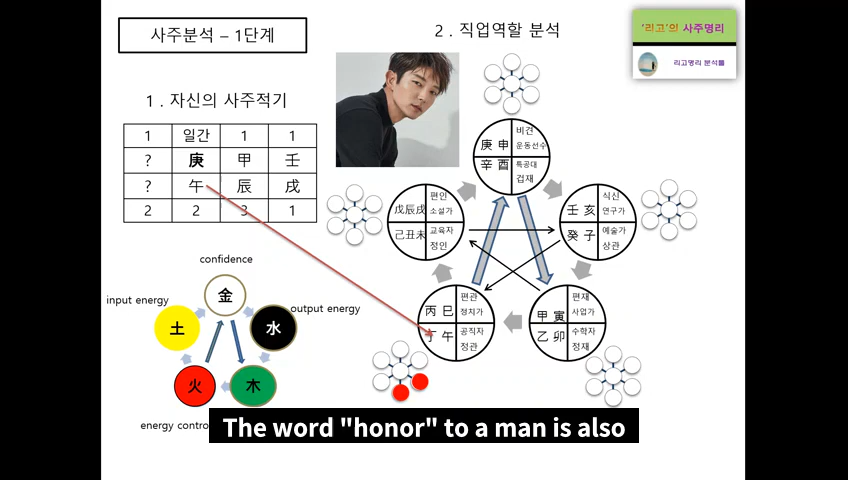 사주분석 – 1단계
2 . 직업역할 분석
'리고'의 사주명리
리고명리 분석틀
1 . 자신의 사주적기
1 일간 1 1
? 庚 甲 壬
? 午 辰 戌
2 2 3 1
confidence
input energy
output energy
energy contro
金
土
水
火
木
庚 申
辛 酉
비견
운동선수
특공대
겁재
戊辰戌
己丑未
편인
소설가
교육자
정인
壬 亥
癸 子
식신
연구가
예술가
상관
丙 巳
丁 午
편관
정치가
공직자
정관
甲 寅
乙 卯
편재
사업가
수학자
정재
The word "honor" to a man is also